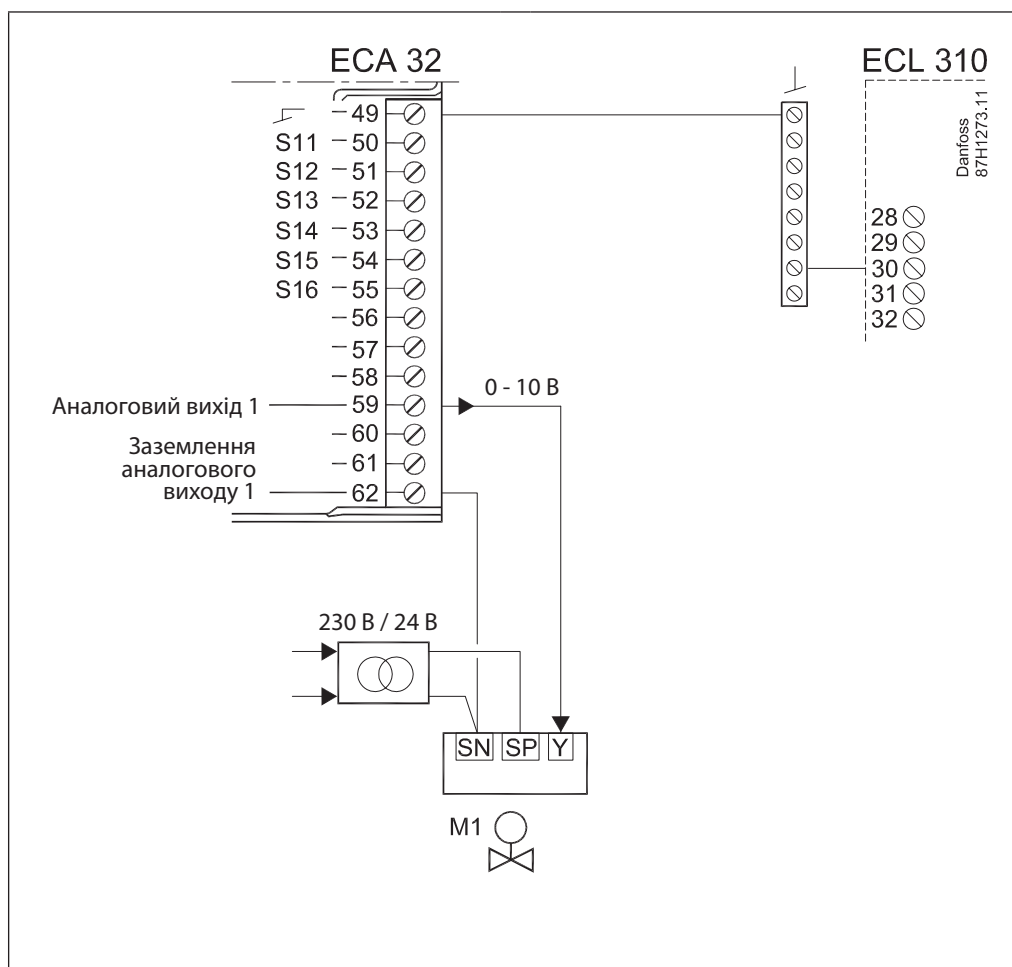 ECA 32
ECL 310
Danfoss
87H1273.11
49
S11 50
S12 51
S13 52
S14 53
S15 54
S16 55
56
57
58
Аналоговий вихід 1 59
60
61
Заземлення
аналогового
виходу 1 62
28
29
30
31
32
0 - 10 В
230 В / 24 В
SN SP Y
M1